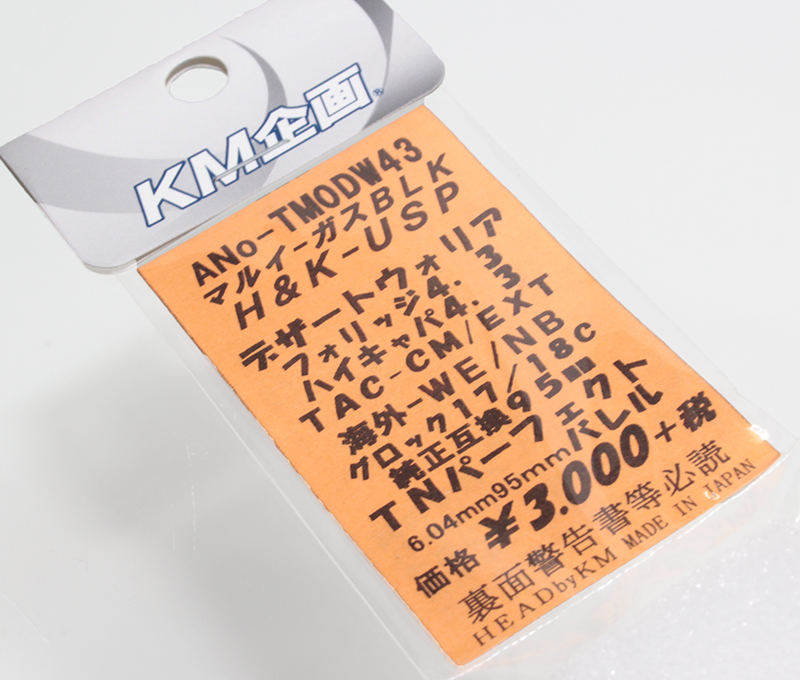 KM企画®
ANo-TMODW43
マルイ-ガスBLK
H&K-USP
デザートウォリア
フォリッジ4.3
ハイキャパ4.3
TAC-CM/EXT
海外-WE/NB
グロック17/18C
純正互換95㎜
TNパーフェクト
6.04mm95mmバレル
価格 ¥3.000+税
裏面警告書等必読
HEADbyKM MADE IN JAPAN